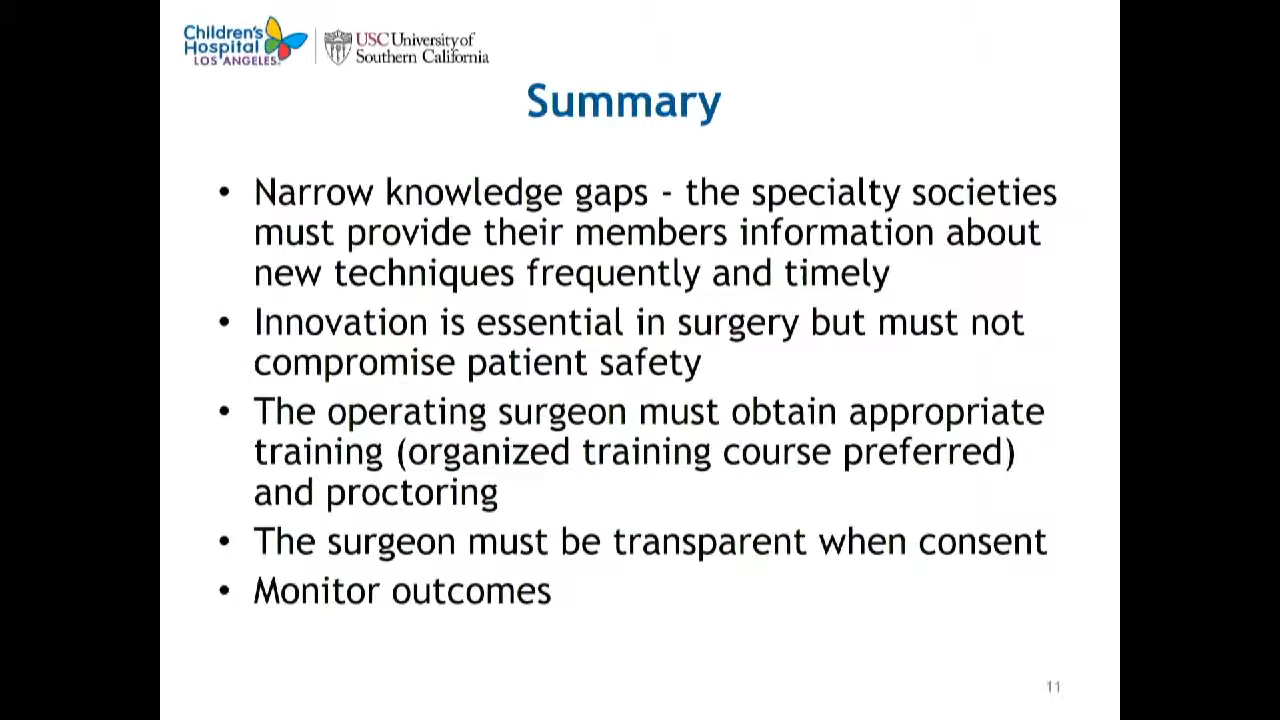 Children's
Hospital
LOS ANGELES
USC University of
Southern California
Summary
• Narrow knowledge gaps - the specialty societies
must provide their members information about
new techniques frequently and timely
• Innovation is essential in surgery but must not
compromise patient safety
• The operating surgeon must obtain appropriate
training (organized training course preferred)
and proctoring
• The surgeon must be transparent when consent
• Monitor outcomes
11